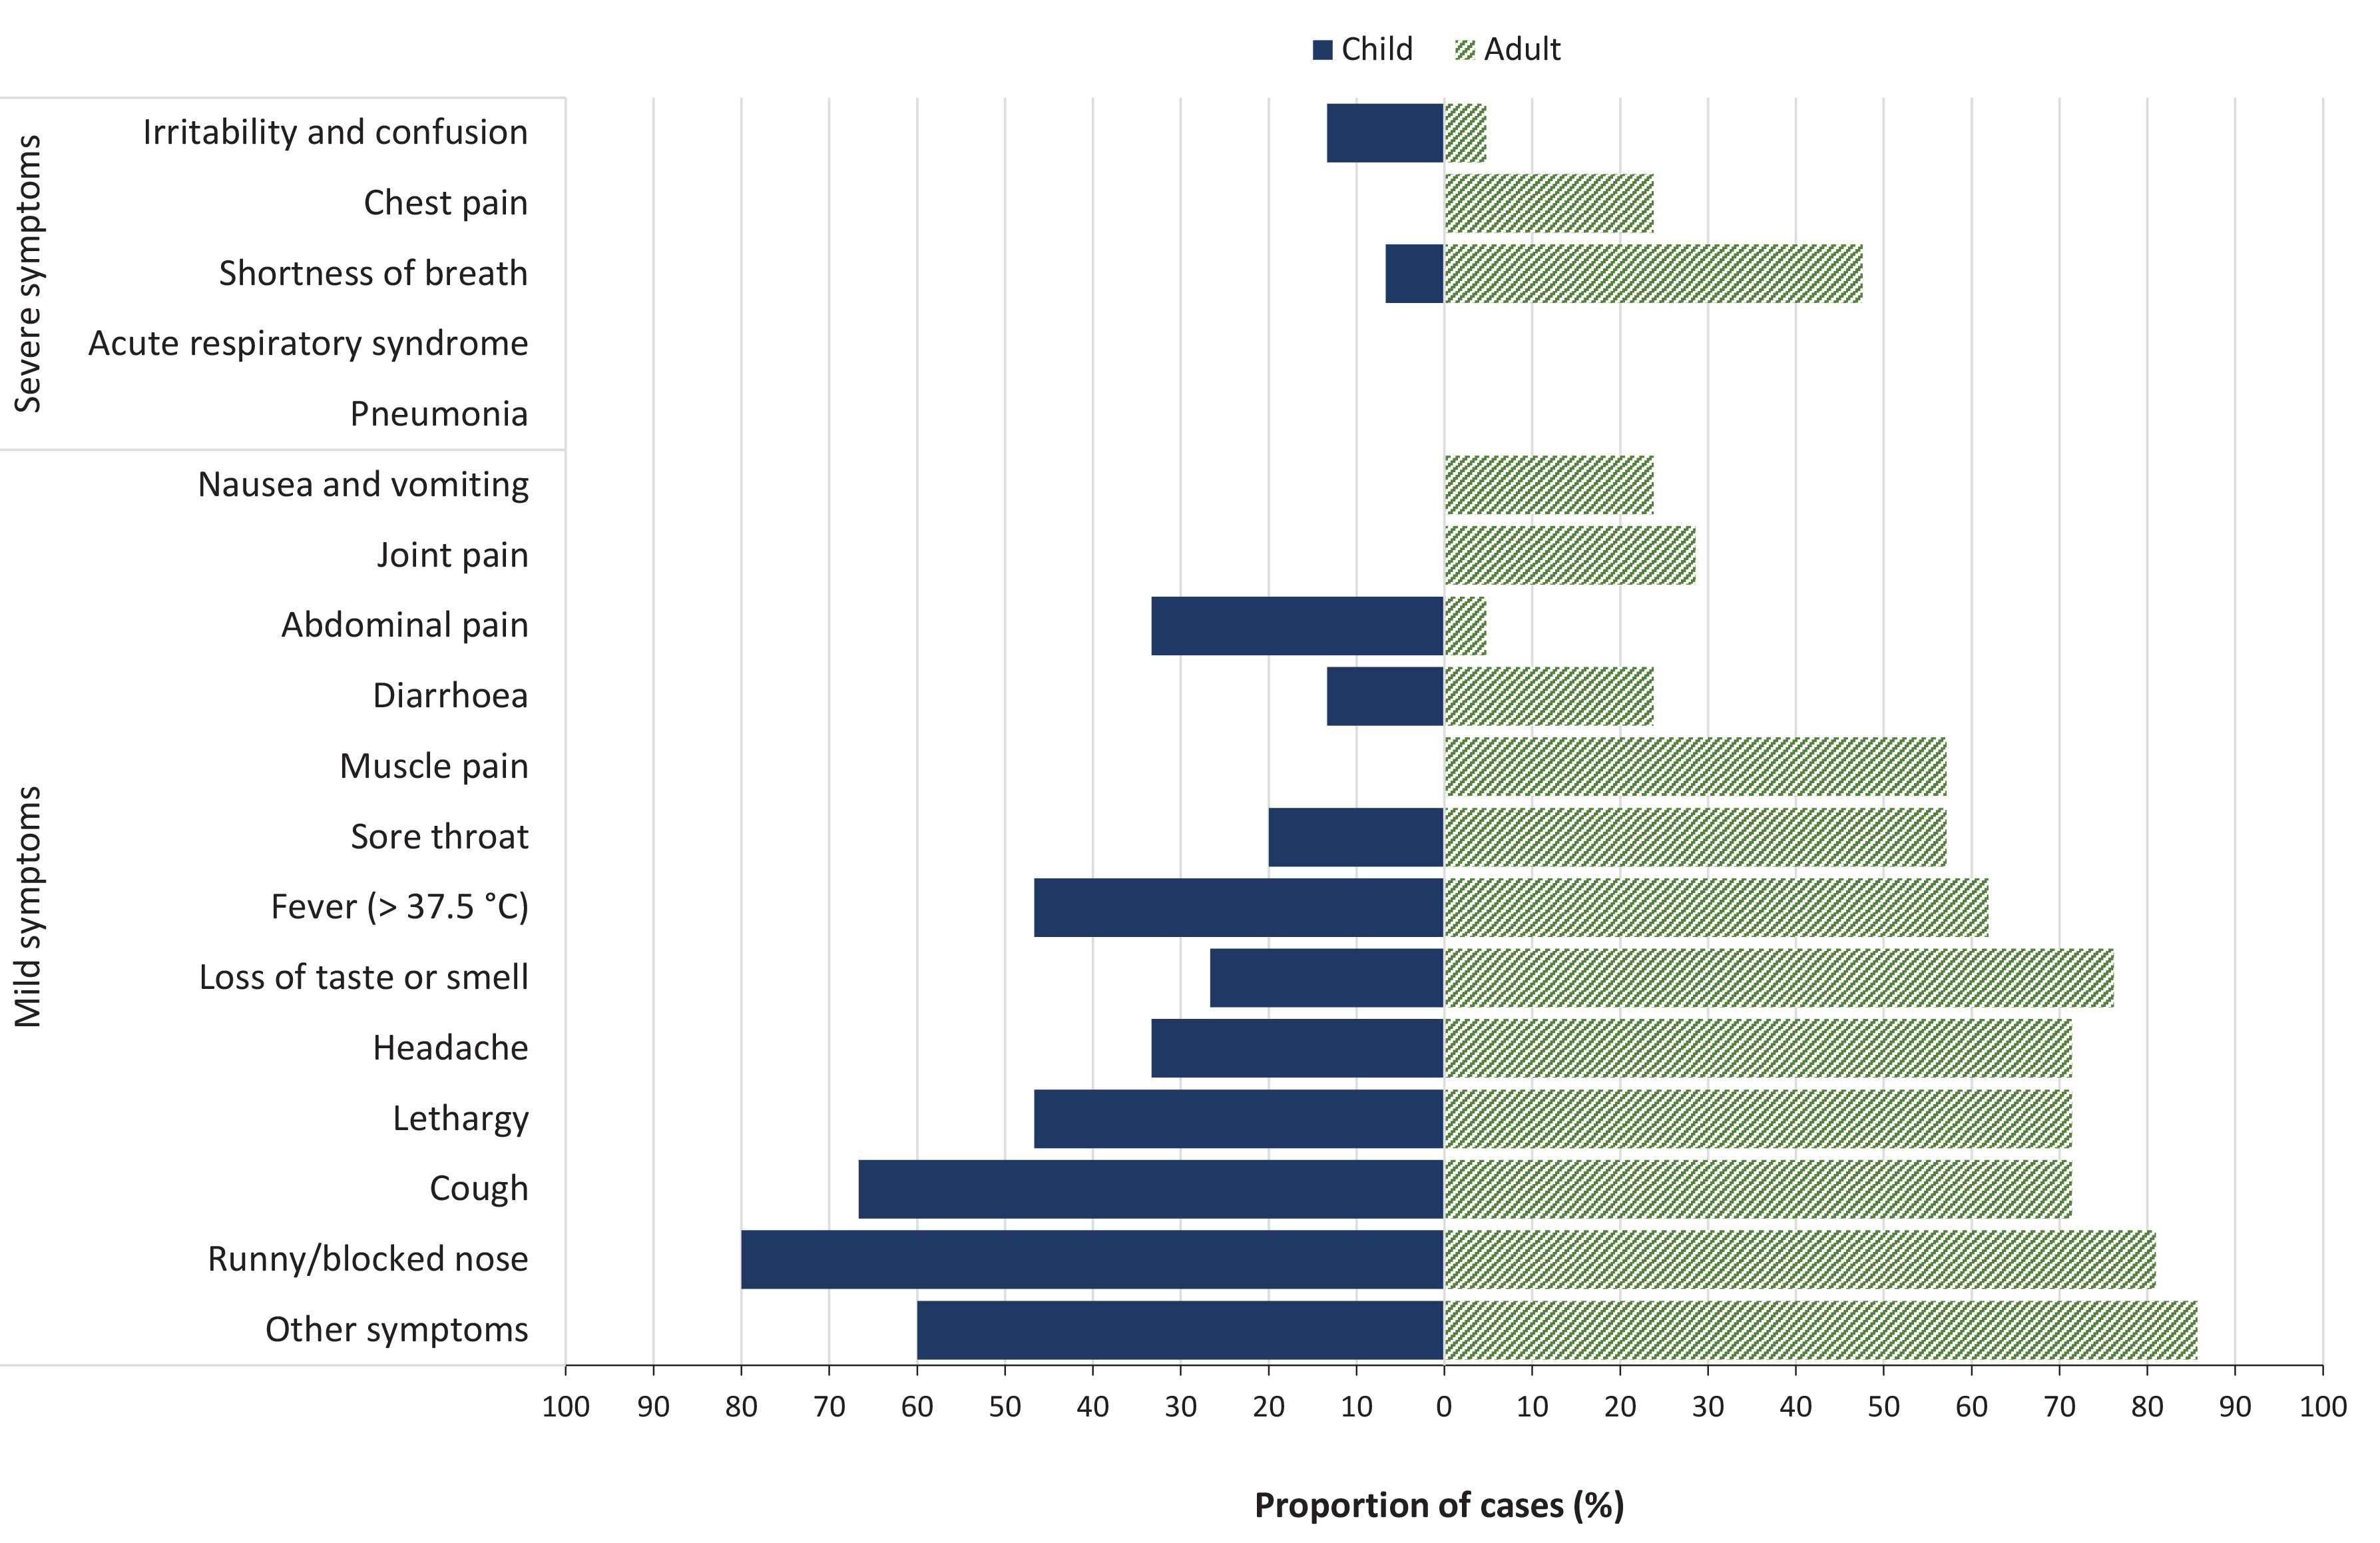 Child Adult
Severe symptoms
Irritability and confusion
Chest pain
Shortness of breath
Acute respiratory syndrome
Pneumonia
Mild symptoms
Nausea and vomiting
Joint pain
Abdominal pain
Diarrhoea
Muscle pain
Sore throat
Fever (> 37.5 °C)
Loss of taste or smell
Headache
Lethargy
Cough
Runny/blocked nose
Other symptoms
100 90 80 70 60 50 40 30 20 10 0 10 20 30 40 50 60 70 80 90 100
Proportion of cases (%)